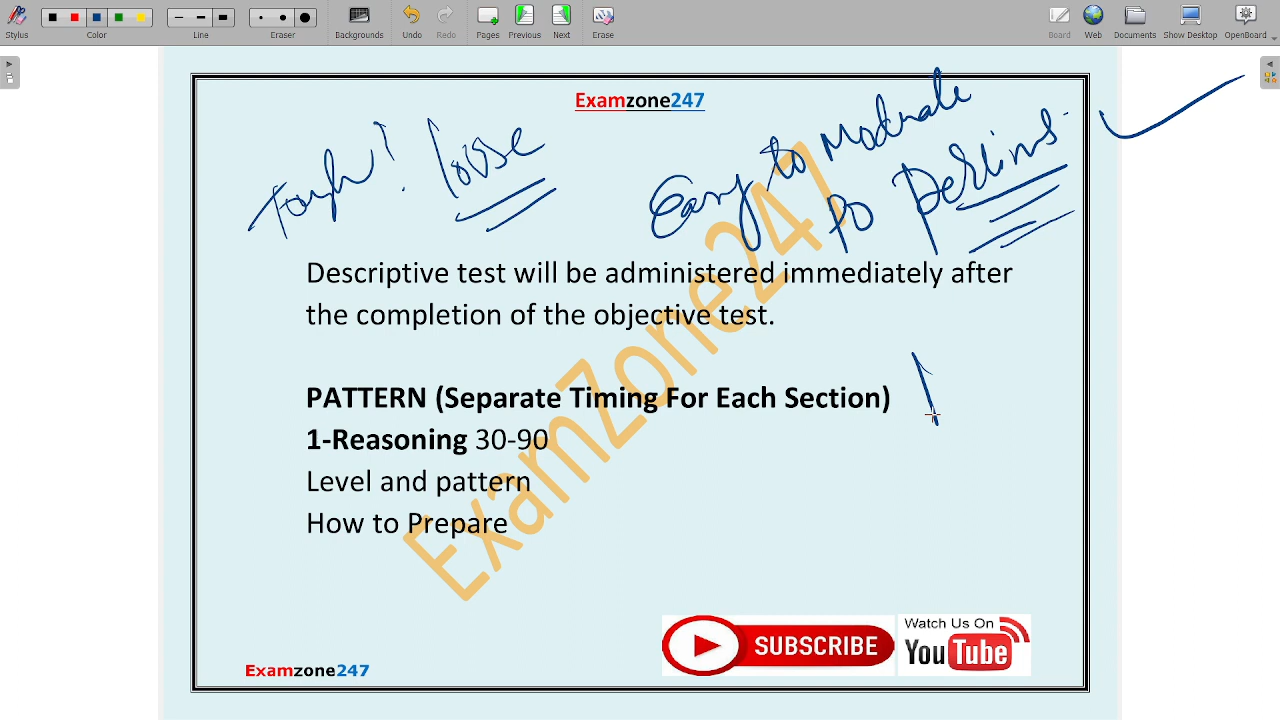 Stylus Color Line Eraser Backgrounds Undo Redo Pages Previous Next Erase Board Web Documents Show Desktop OpenBoard
Examzone247
Tough! loose
Easy to Moderate
PO Perlims
Descriptive test will be administered immediately after
the completion of the objective test.
PATTERN (Separate Timing For Each Section)
1-Reasoning 30-90
Level and pattern
How to Prepare
ExamZone247
SUBSCRIBE
Watch Us On
YouTube
Examzone247